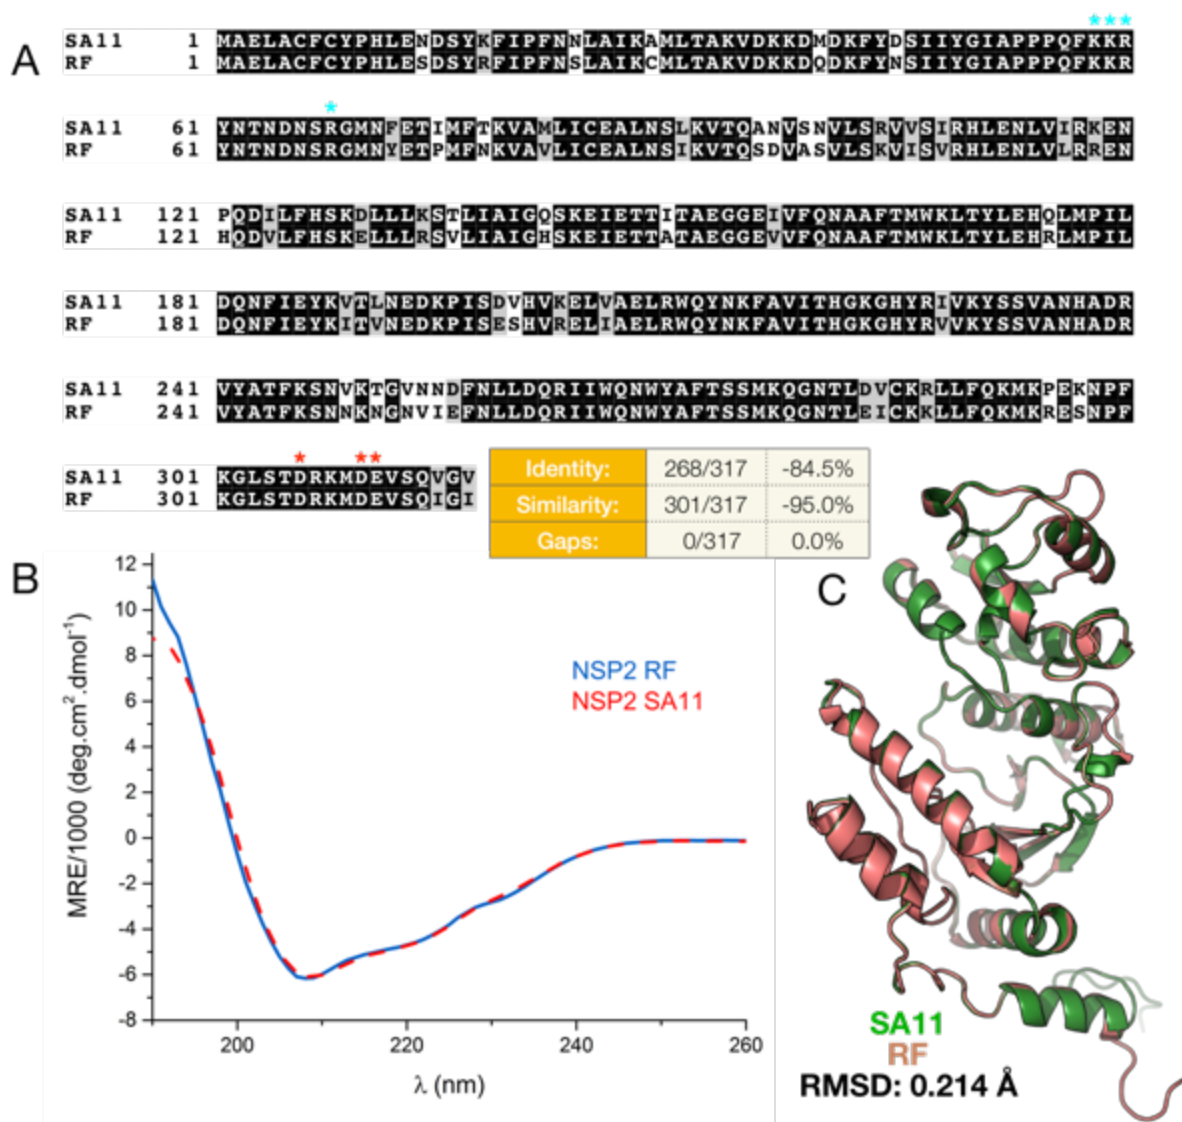 A
* * *
SA11 1 MAELACFCYPHLENDSYKFIPFNNLAIKAMLTAKVDKKDMDKFYDSIIYGIAPPPQFKKR
RF 1 MAELACFCYPHLESDSYRFIPFNSLAIKCMLTAKVDKKDQDKFYNSIIYGIAPPPQFKKR
*
SA11 61 YNTNDNSRGMNFETIMFTKVAMLICEALNSLKVTQANVSNVLSRVVSIRHLENLVIRKEN
RF 61 YNTNDNSRGMNYETPMFNKVAVLICEALNSIKVTQSDVASVLSKVISVRHLENLVLRREN
SA11 121 PQDILFHSKDLLLKSTLIAIGQSKEIETTITAEGGEIVFQNAAFTMWKLTYLEHQLMPIL
RF 121 HQDVLFHSKELLLRSVLIAIGHSKEIETTATAEGGEVVFQNAAFTMWKLTYLEHRLMPIL
SA11 181 DQNFIEYKVTLNEDKPISDVHVKELVAELRWQYNKFAVITHGKGHYRIVKYSSVANHADR
RF 181 DQNFIEYKITVNEDKPISESHVRELIAELRWQYNKFAVITHGKGHYRVVKYSSVANHADR
SA11 241 VYATFKSNVKTGVNNDFNLLDQRIIWQNWYAFTSSMKQGNTLDVCKRLLFQKMKPEKNPF
RF 241 VYATFKSNNKNGNVIEFNLLDQRIIWQNWYAFTSSMKQGNTLEICKKLLFQKMKRESNPF
* * *
SA11 301 KGLSTDRKMDEVSQVGV
RF 301 KGLSTDRKMDEVSQIGI
Identity: 268/317 -84.5%
Similarity: 301/317 -95.0%
Gaps: 0/317 0.0%
B
12
10
8
6
4
2
0
-2
-4
-6
-8
MRE/1000 (deg.cm².dmol⁻¹)
NSP2 RF
NSP2 SA11
200 220 240 260
λ (nm)
C
SA11
RF
RMSD: 0.214 Å